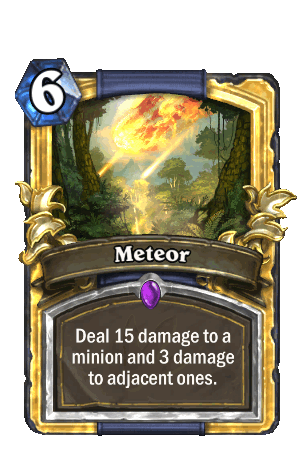 6
Meteor
Deal 15 damage to a
minion and 3 damage
to adjacent ones.